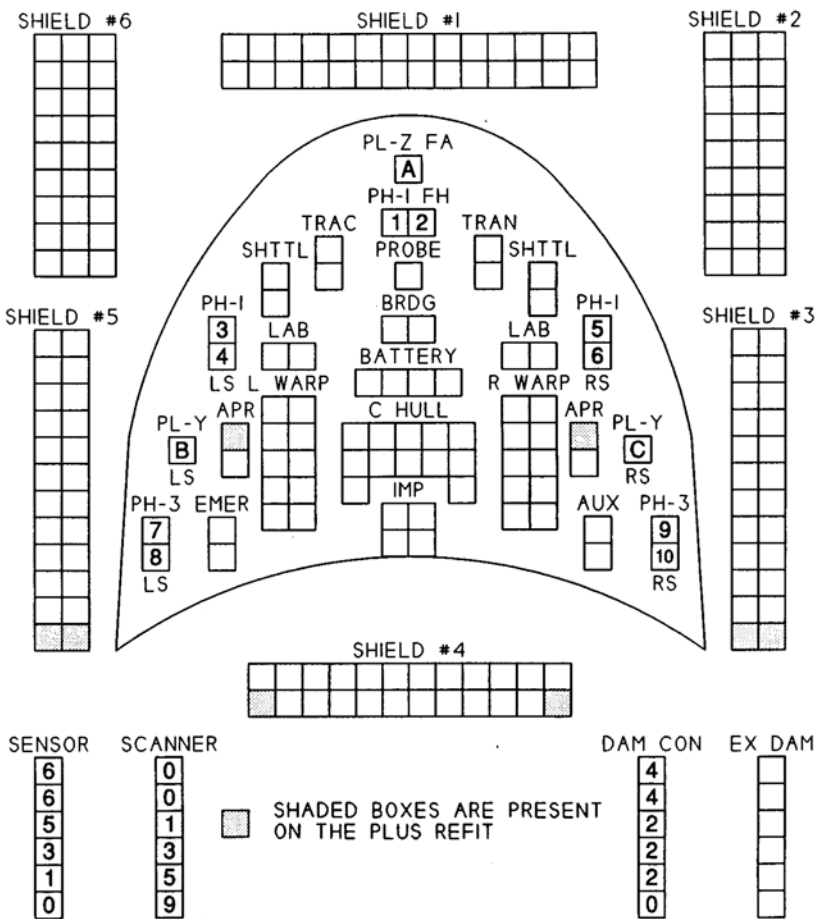 SHIELD #6 SHIELD #1 SHIELD #2
PL-Z FA
A
PH-1 FH
1 2
TRAC TRAN
SHTTL PROBE SHTTL
SHIELD #5 PH-1 BRDG PH-1 SHIELD #3
3 LAB LAB 5
4 BATTERY 6
LS L WARP R WARP RS
APR C HULL APR
PL-Y PL-Y
B C
LS IMP RS
PH-3 EMER AUX PH-3
7 9
8 10
LS RS
SHIELD #4
SENSOR SCANNER DAM CON EX DAM
6 0 4
6 0 4
5 1 2
3 3 2
1 5 2
0 9 0
SHADED BOXES ARE PRESENT
ON THE PLUS REFIT